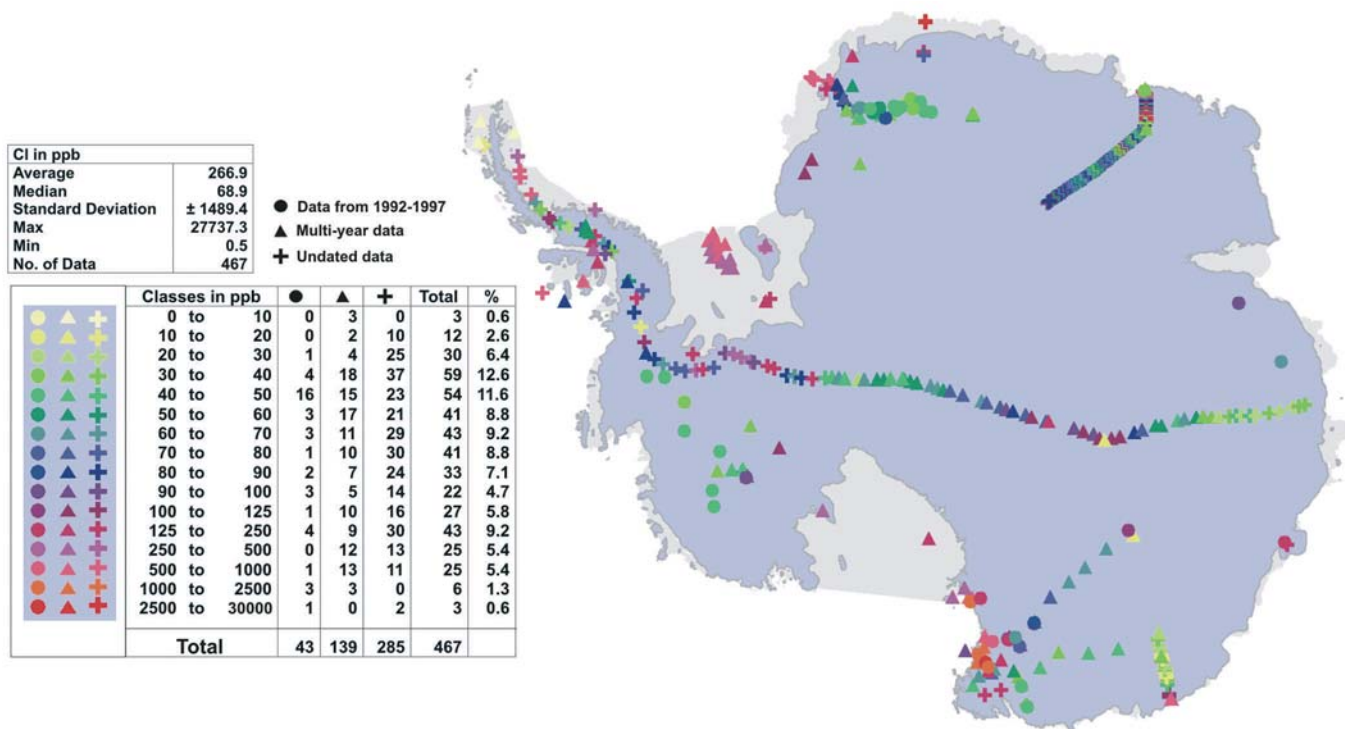 Cl in ppb
Average 266.9
Median 68.9
Standard Deviation ± 1489.4
Max 27737.3
Min 0.5
No. of Data 467
Data from 1992-1997
Multi-year data
Undated data
Classes in ppb Total %
0 to 10 0 3 0 3 0.6
10 to 20 0 2 10 12 2.6
20 to 30 1 4 25 30 6.4
30 to 40 4 18 37 59 12.6
40 to 50 16 15 23 54 11.6
50 to 60 3 17 21 41 8.8
60 to 70 3 11 29 43 9.2
70 to 80 1 10 30 41 8.8
80 to 90 2 7 24 33 7.1
90 to 100 3 5 14 22 4.7
100 to 125 1 10 16 27 5.8
125 to 250 4 9 30 43 9.2
250 to 500 0 12 13 25 5.4
500 to 1000 1 13 11 25 5.4
1000 to 2500 3 3 0 6 1.3
2500 to 30000 1 0 2 3 0.6
Total 43 139 285 467